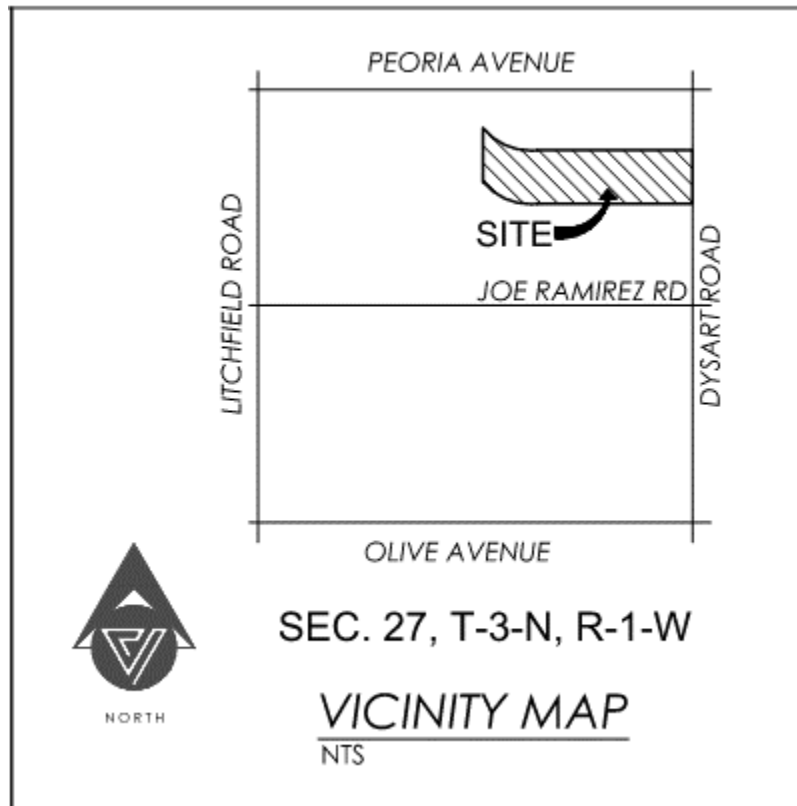 PEORIA AVENUE
LITCHFIELD ROAD
SITE
JOE RAMIREZ RD
DYSART ROAD
OLIVE AVENUE
SEC. 27, T-3-N, R-1-W
NORTH
VICINITY MAP
NTS